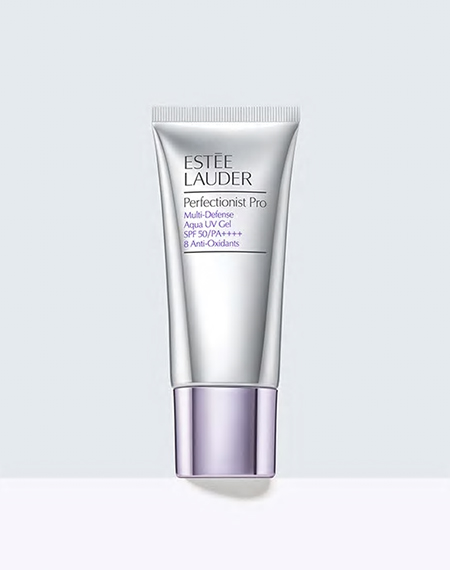 ESTĒE
LAUDER
Perfectionist Pro
Multi-Defense
Aqua UV Gel
SPF 50/PA++++
8 Anti-Oxidants